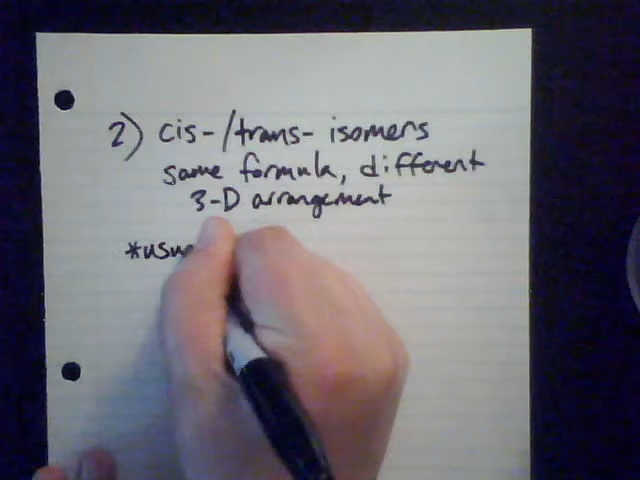 2) cis-/trans- isomers
same formula, different
3-D arrangement